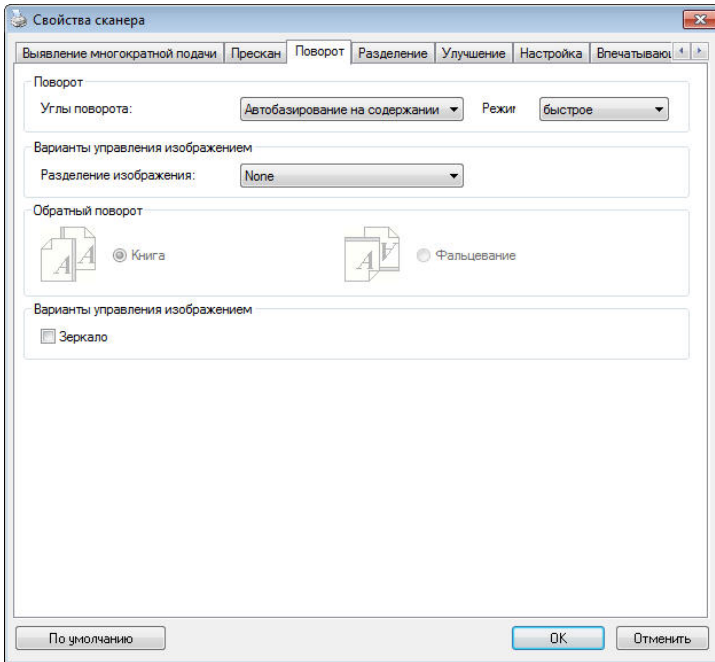 Свойства сканера
Выявление многократной подачи Прескан Поворот Разделение Улучшение Настройка Впечатываю
Поворот
Углы поворота: Автобазирование на содержании Режи быстрое
Варианты управления изображением
Разделение изображения: None
Обратный поворот
A A Книга A A Фальцевание
Варианты управления изображением
Зеркало
По умолчанию OK Отменить